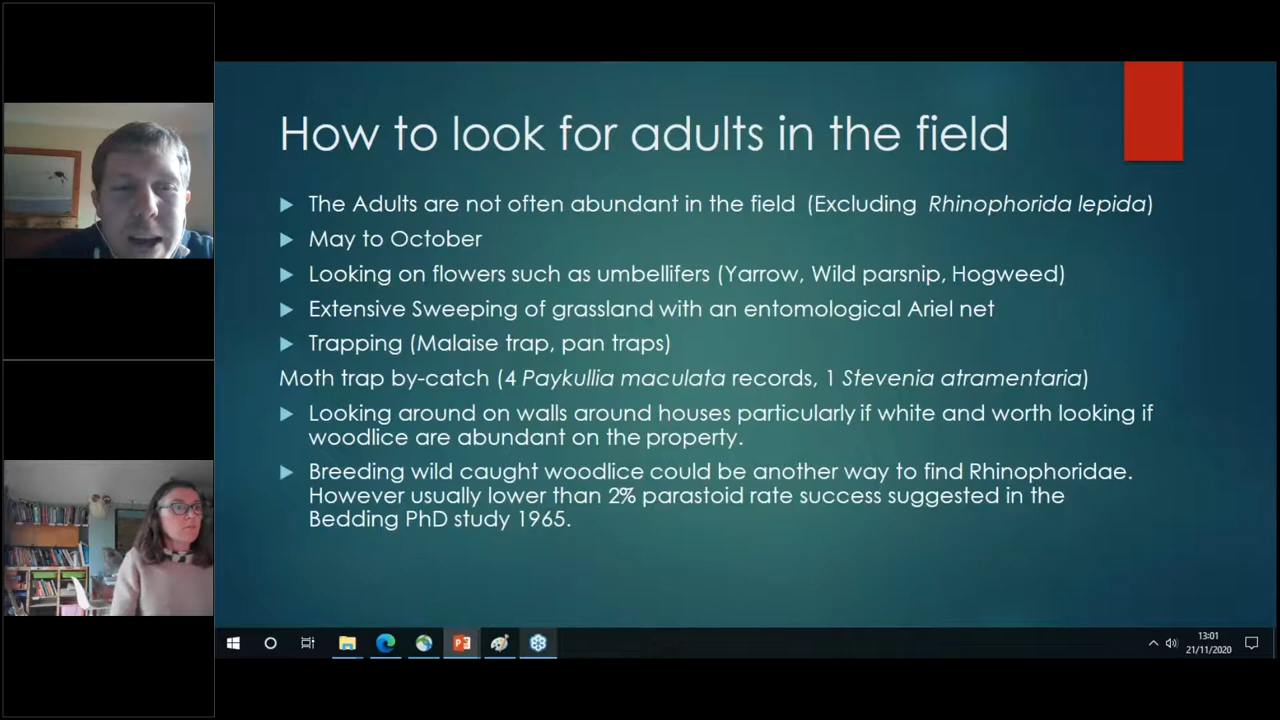 How to look for adults in the field
The Adults are not often abundant in the field (Excluding Rhinophorida lepida)
May to October
Looking on flowers such as umbellifers (Yarrow, Wild parsnip, Hogweed)
Extensive Sweeping of grassland with an entomological Ariel net
Trapping (Malaise trap, pan traps)
Moth trap by-catch (4 Paykullia maculata records, 1 Stevenia atramentaria)
Looking around on walls around houses particularly if white and worth looking if
woodlice are abundant on the property.
Breeding wild caught woodlice could be another way to find Rhinophoridae.
However usually lower than 2% parastoid rate success suggested in the
Bedding PhD study 1965.
13:01
21/11/2020